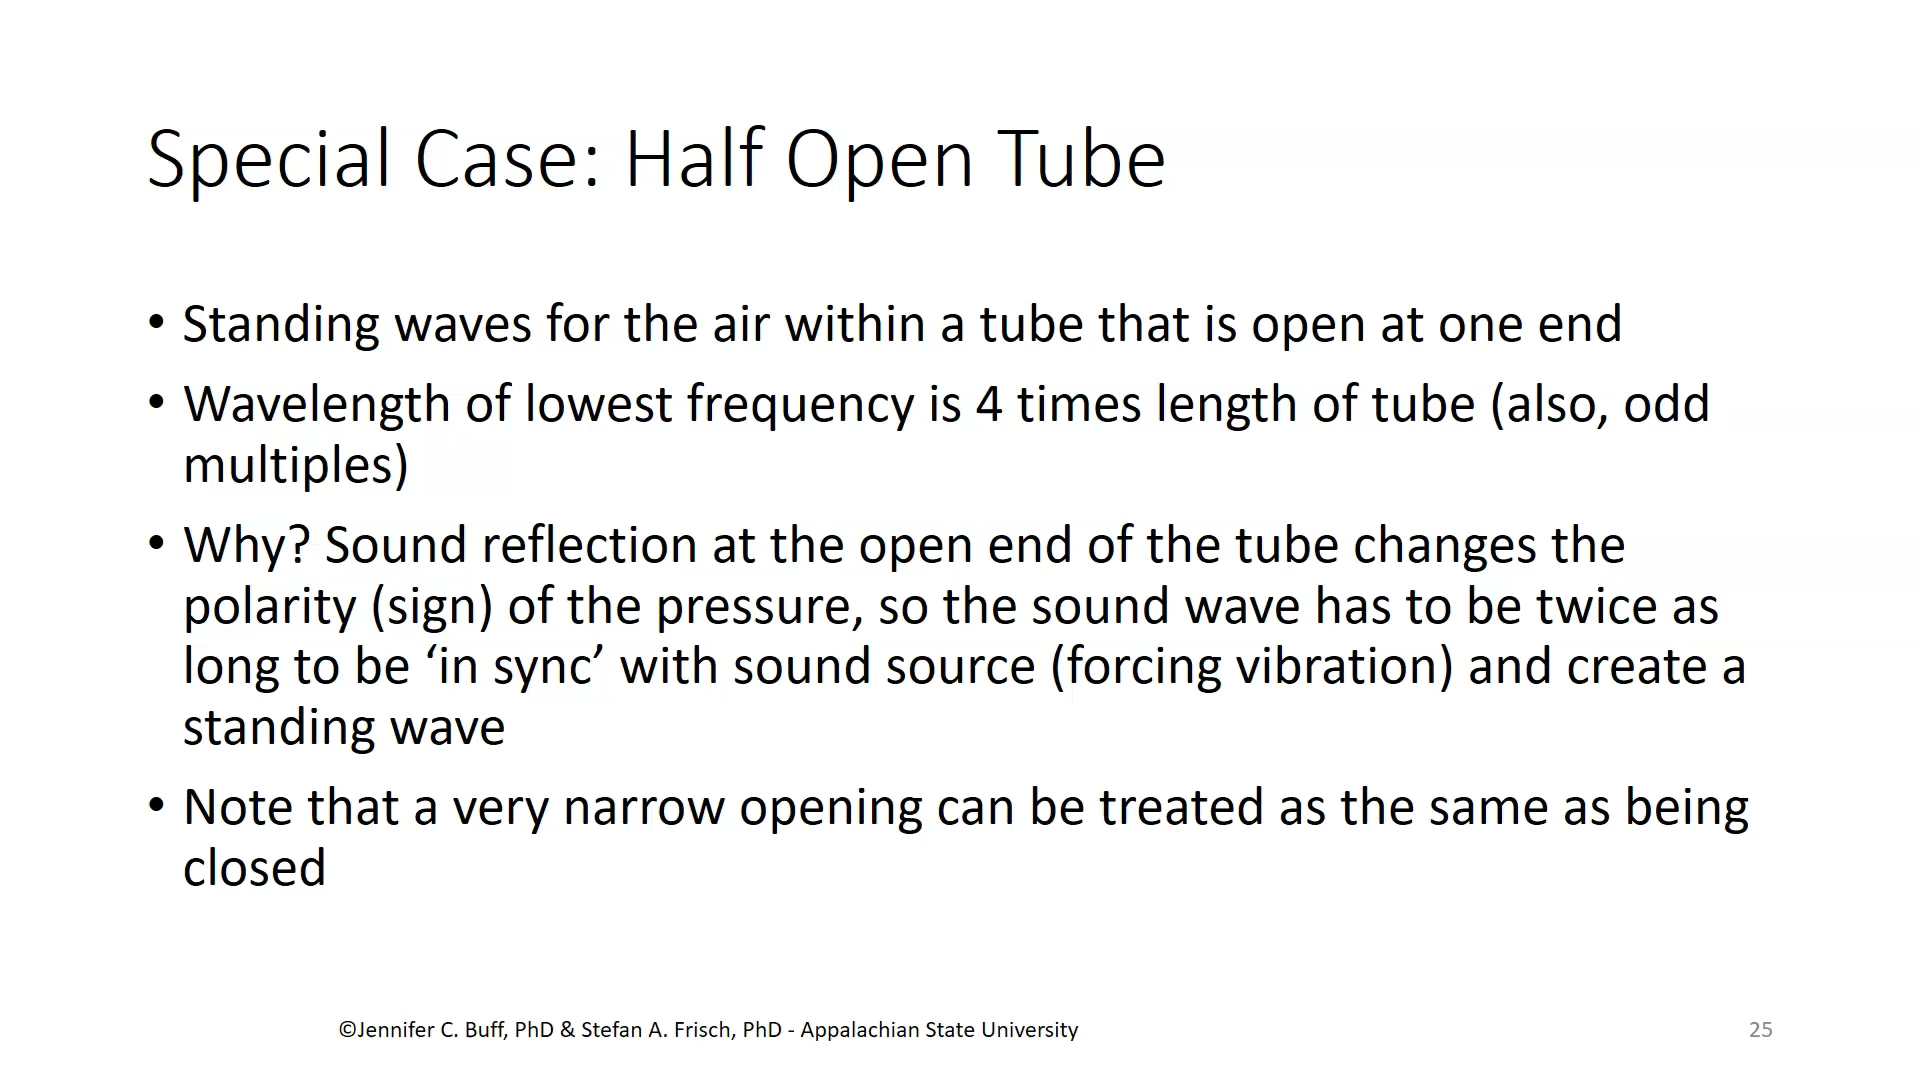 Special Case: Half Open Tube
• Standing waves for the air within a tube that is open at one end
• Wavelength of lowest frequency is 4 times length of tube (also, odd
multiples)
• Why? Sound reflection at the open end of the tube changes the
polarity (sign) of the pressure, so the sound wave has to be twice as
long to be ‘in sync’ with sound source (forcing vibration) and create a
standing wave
• Note that a very narrow opening can be treated as the same as being
closed
©Jennifer C. Buff, PhD & Stefan A. Frisch, PhD - Appalachian State University
25